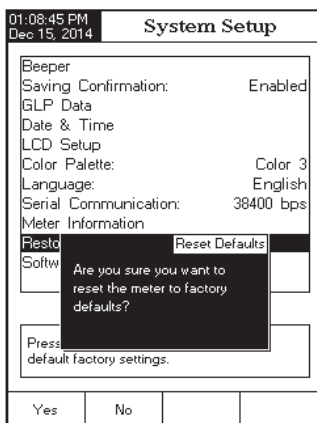 01:08:45 PM
Dec 15, 2014
System Setup
Beeper
Saving Confirmation: Enabled
GLP Data
Date & Time
LCD Setup
Color Palette: Color 3
Language: English
Serial Communication: 38400 bps
Meter Information
Resto
Reset Defaults
Softw
Are you sure you want to
reset the meter to factory
defaults?
Press
default factory settings.
Yes No